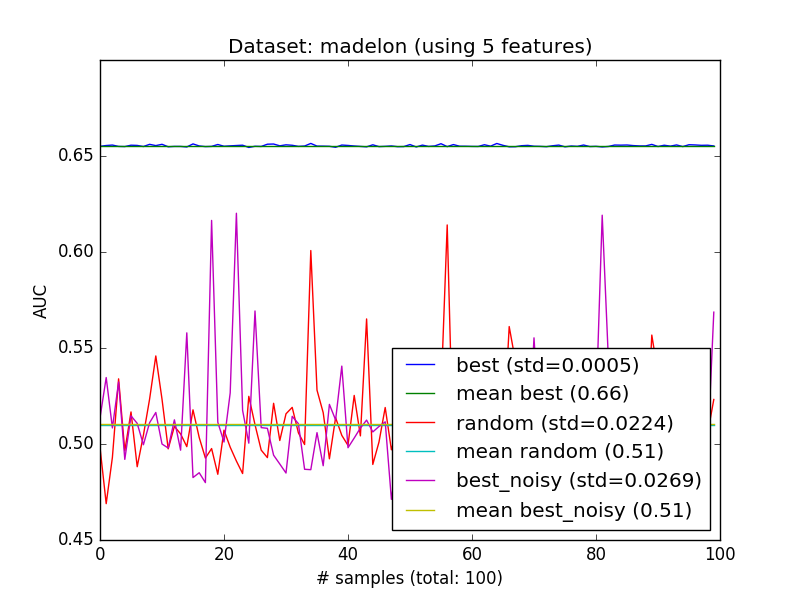 Dataset: madelon (using 5 features)
AUC
0.65
0.60
0.55
0.50
0.45
best (std=0.0005)
mean best (0.66)
random (std=0.0224)
mean random (0.51)
best_noisy (std=0.0269)
mean best_noisy (0.51)
0 20 40 60 80 100
# samples (total: 100)